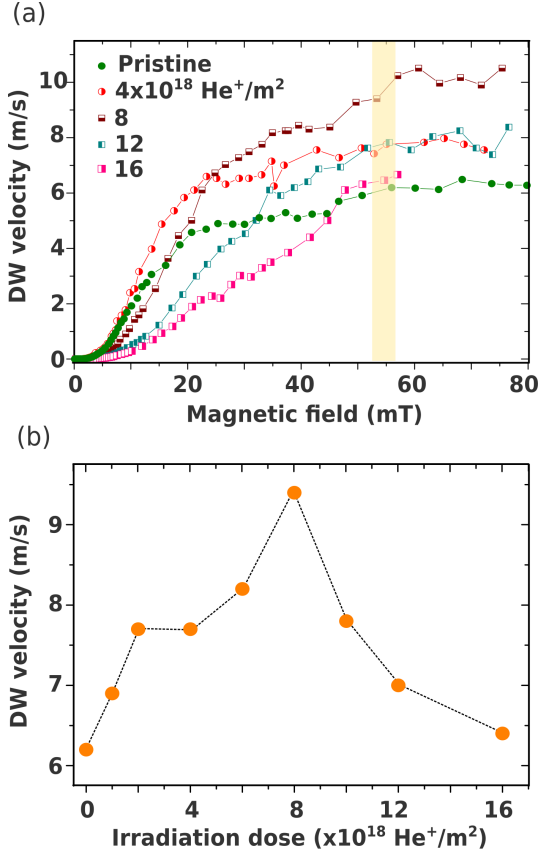 (a)
Pristine
4x10¹⁸ He⁺/m²
8
12
16
10
8
6
4
2
0
DW velocity (m/s)
0 20 40 60 80
Magnetic field (mT)
(b)
9
8
7
6
DW velocity (m/s)
0 4 8 12 16
Irradiation dose (x10¹⁸ He⁺/m²)